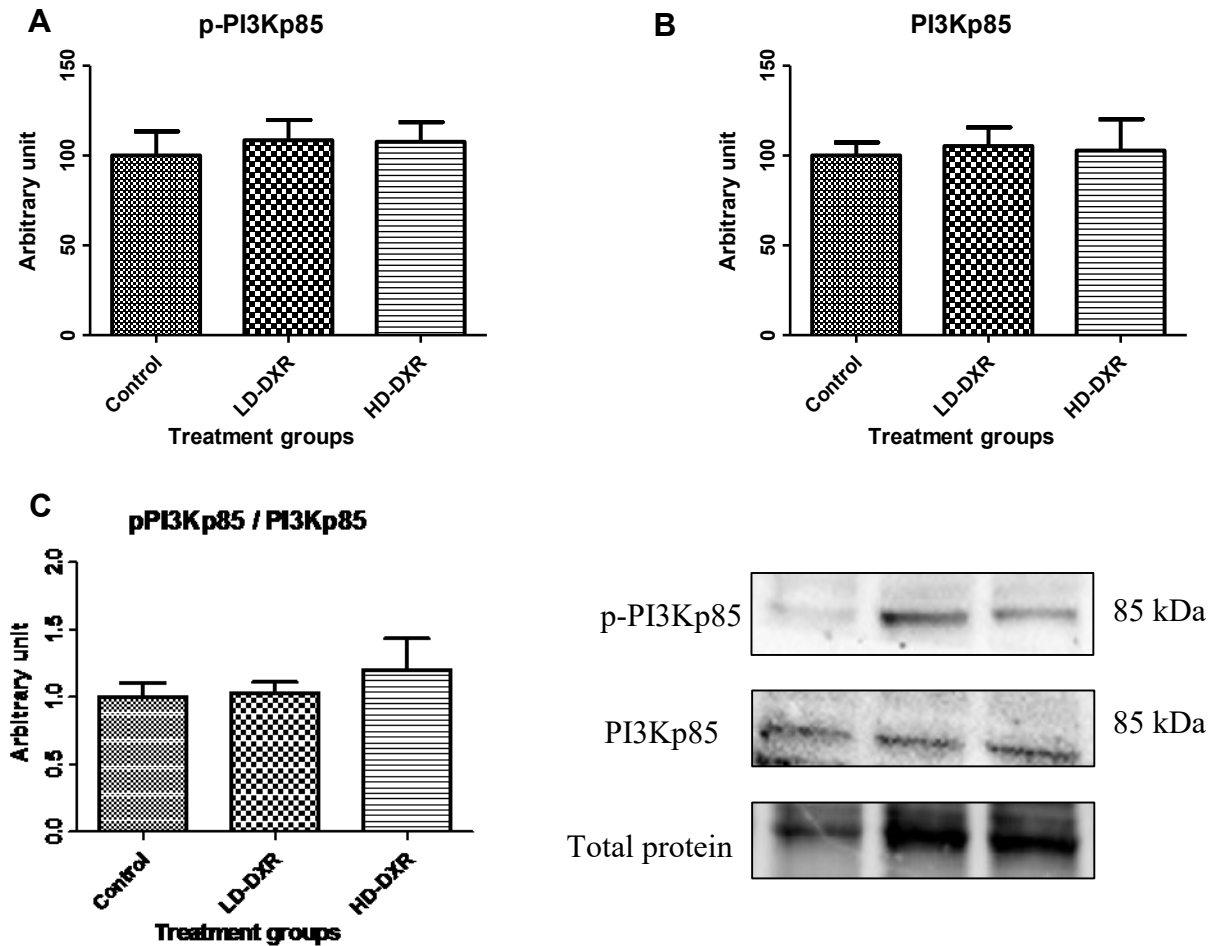 A
p-PI3Kp85
150
100
50
0
Arbitrary unit
Control
LD-DXR
HD-DXR
Treatment groups
B
PI3Kp85
150
100
50
0
Arbitrary unit
Control
LD-DXR
HD-DXR
Treatment groups
C
pPI3Kp85 / PI3Kp85
2.0
1.5
1.0
0.5
0.0
Arbitrary unit
Control
LD-DXR
HD-DXR
Treatment groups
p-PI3Kp85
85 kDa
PI3Kp85
85 kDa
Total protein